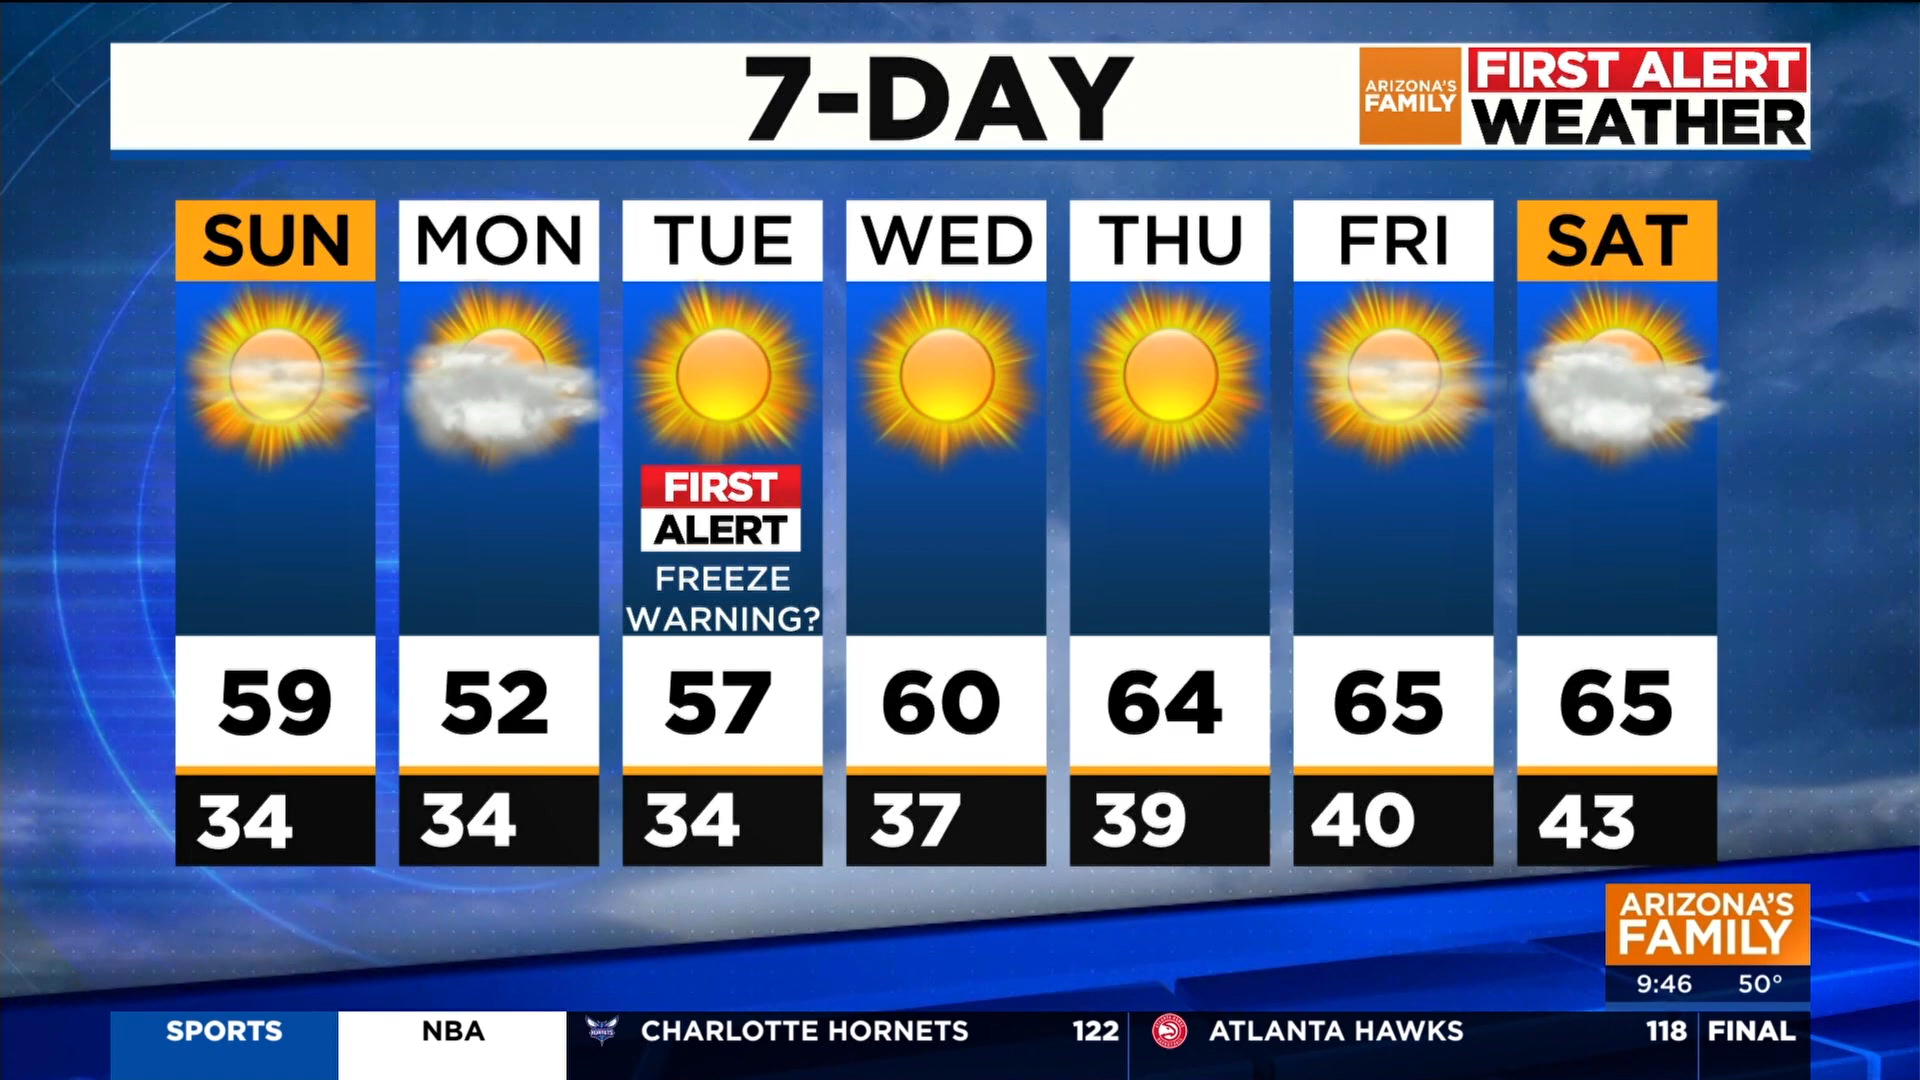 7-DAY
ARIZONA'S
FAMILY
FIRST ALERT
WEATHER
SUN MON TUE WED THU FRI SAT
FIRST
ALERT
FREEZE
WARNING?
59 52 57 60 64 65 65
34 34 34 37 39 40 43
ARIZONA'S
FAMILY
9:46 50°
SPORTS NBA CHARLOTTE HORNETS 122 ATLANTA HAWKS 118 FINAL